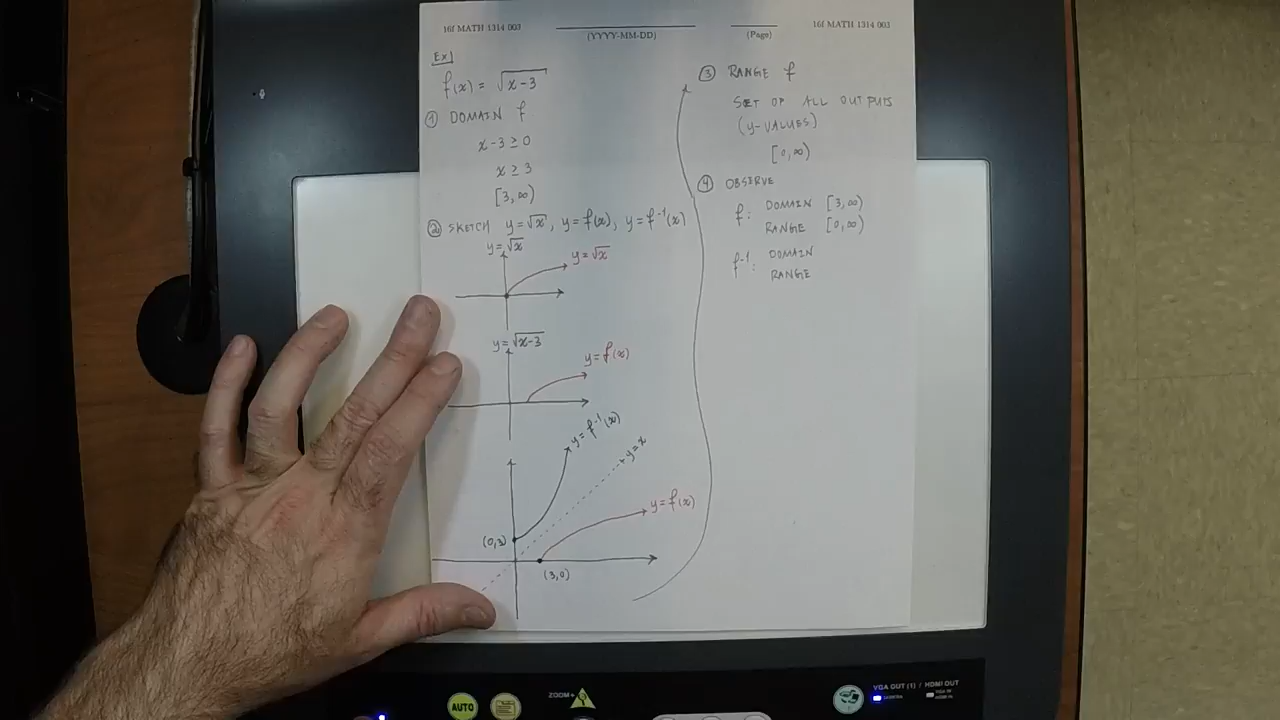 16f MATH 1314 003
(YYYY-MM-DD)
(Page)
16f MATH 1314 003
Ex1
f(x) = √x-3
① DOMAIN f
x-3 ≥ 0
x ≥ 3
[3,∞)
② SKETCH y=√x, y=f(x), y=f⁻¹(x)
y=√x
y=√x
y=√x-3
y=f(x)
y=f⁻¹(x)
y=x
y=f(x)
(0,3)
(3,0)
③ RANGE f
SET OF ALL OUTPUTS
(y-VALUES)
[0,∞)
④ OBSERVE
f: DOMAIN [3,∞)
RANGE [0,∞)
f⁻¹: DOMAIN
RANGE
AUTO
ZOOM+
VGA OUT (1) / HDMI OUT